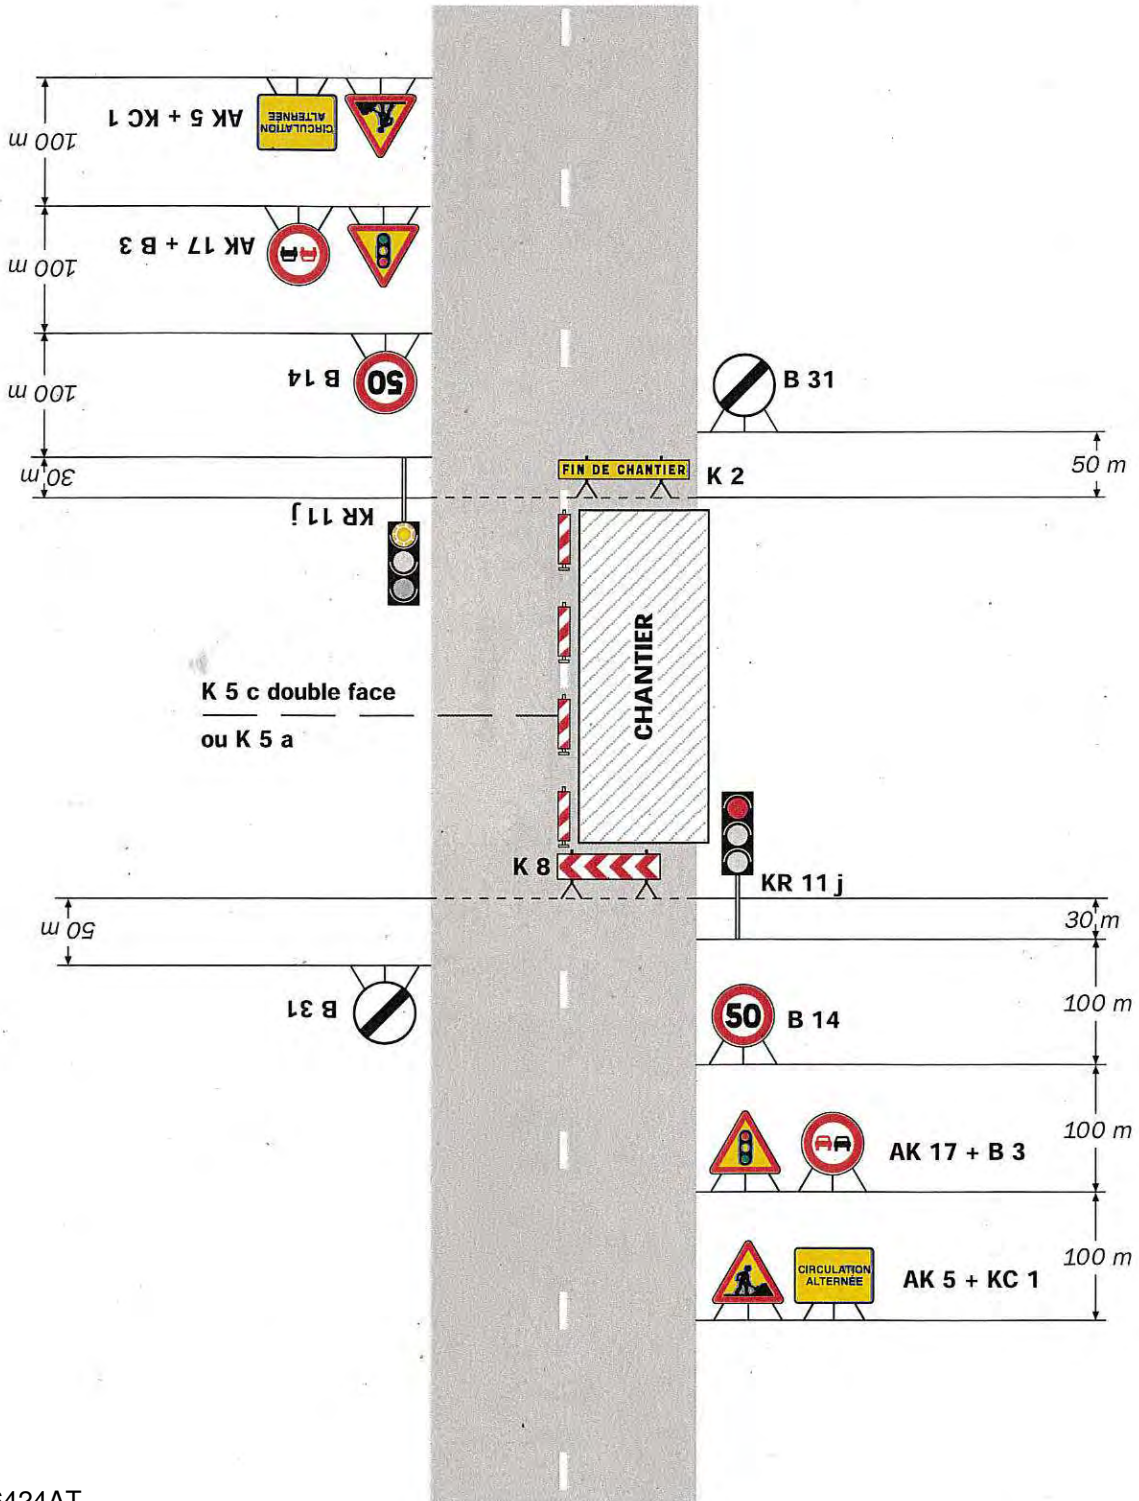 AK 5 + KC 1
CIRCULATION
ALTERNÉE
100 m
AK 17 + B 3
100 m
B 14
50
100 m
B 31
50 m
30 m
FIN DE CHANTIER
K 2
KR 11 j
CHANTIER
K 5 c double face
ou K 5 a
K 8
KR 11 j
30 m
50 m
B 31
50
B 14
100 m
AK 17 + B 3
100 m
CIRCULATION
ALTERNÉE
AK 5 + KC 1
100 m